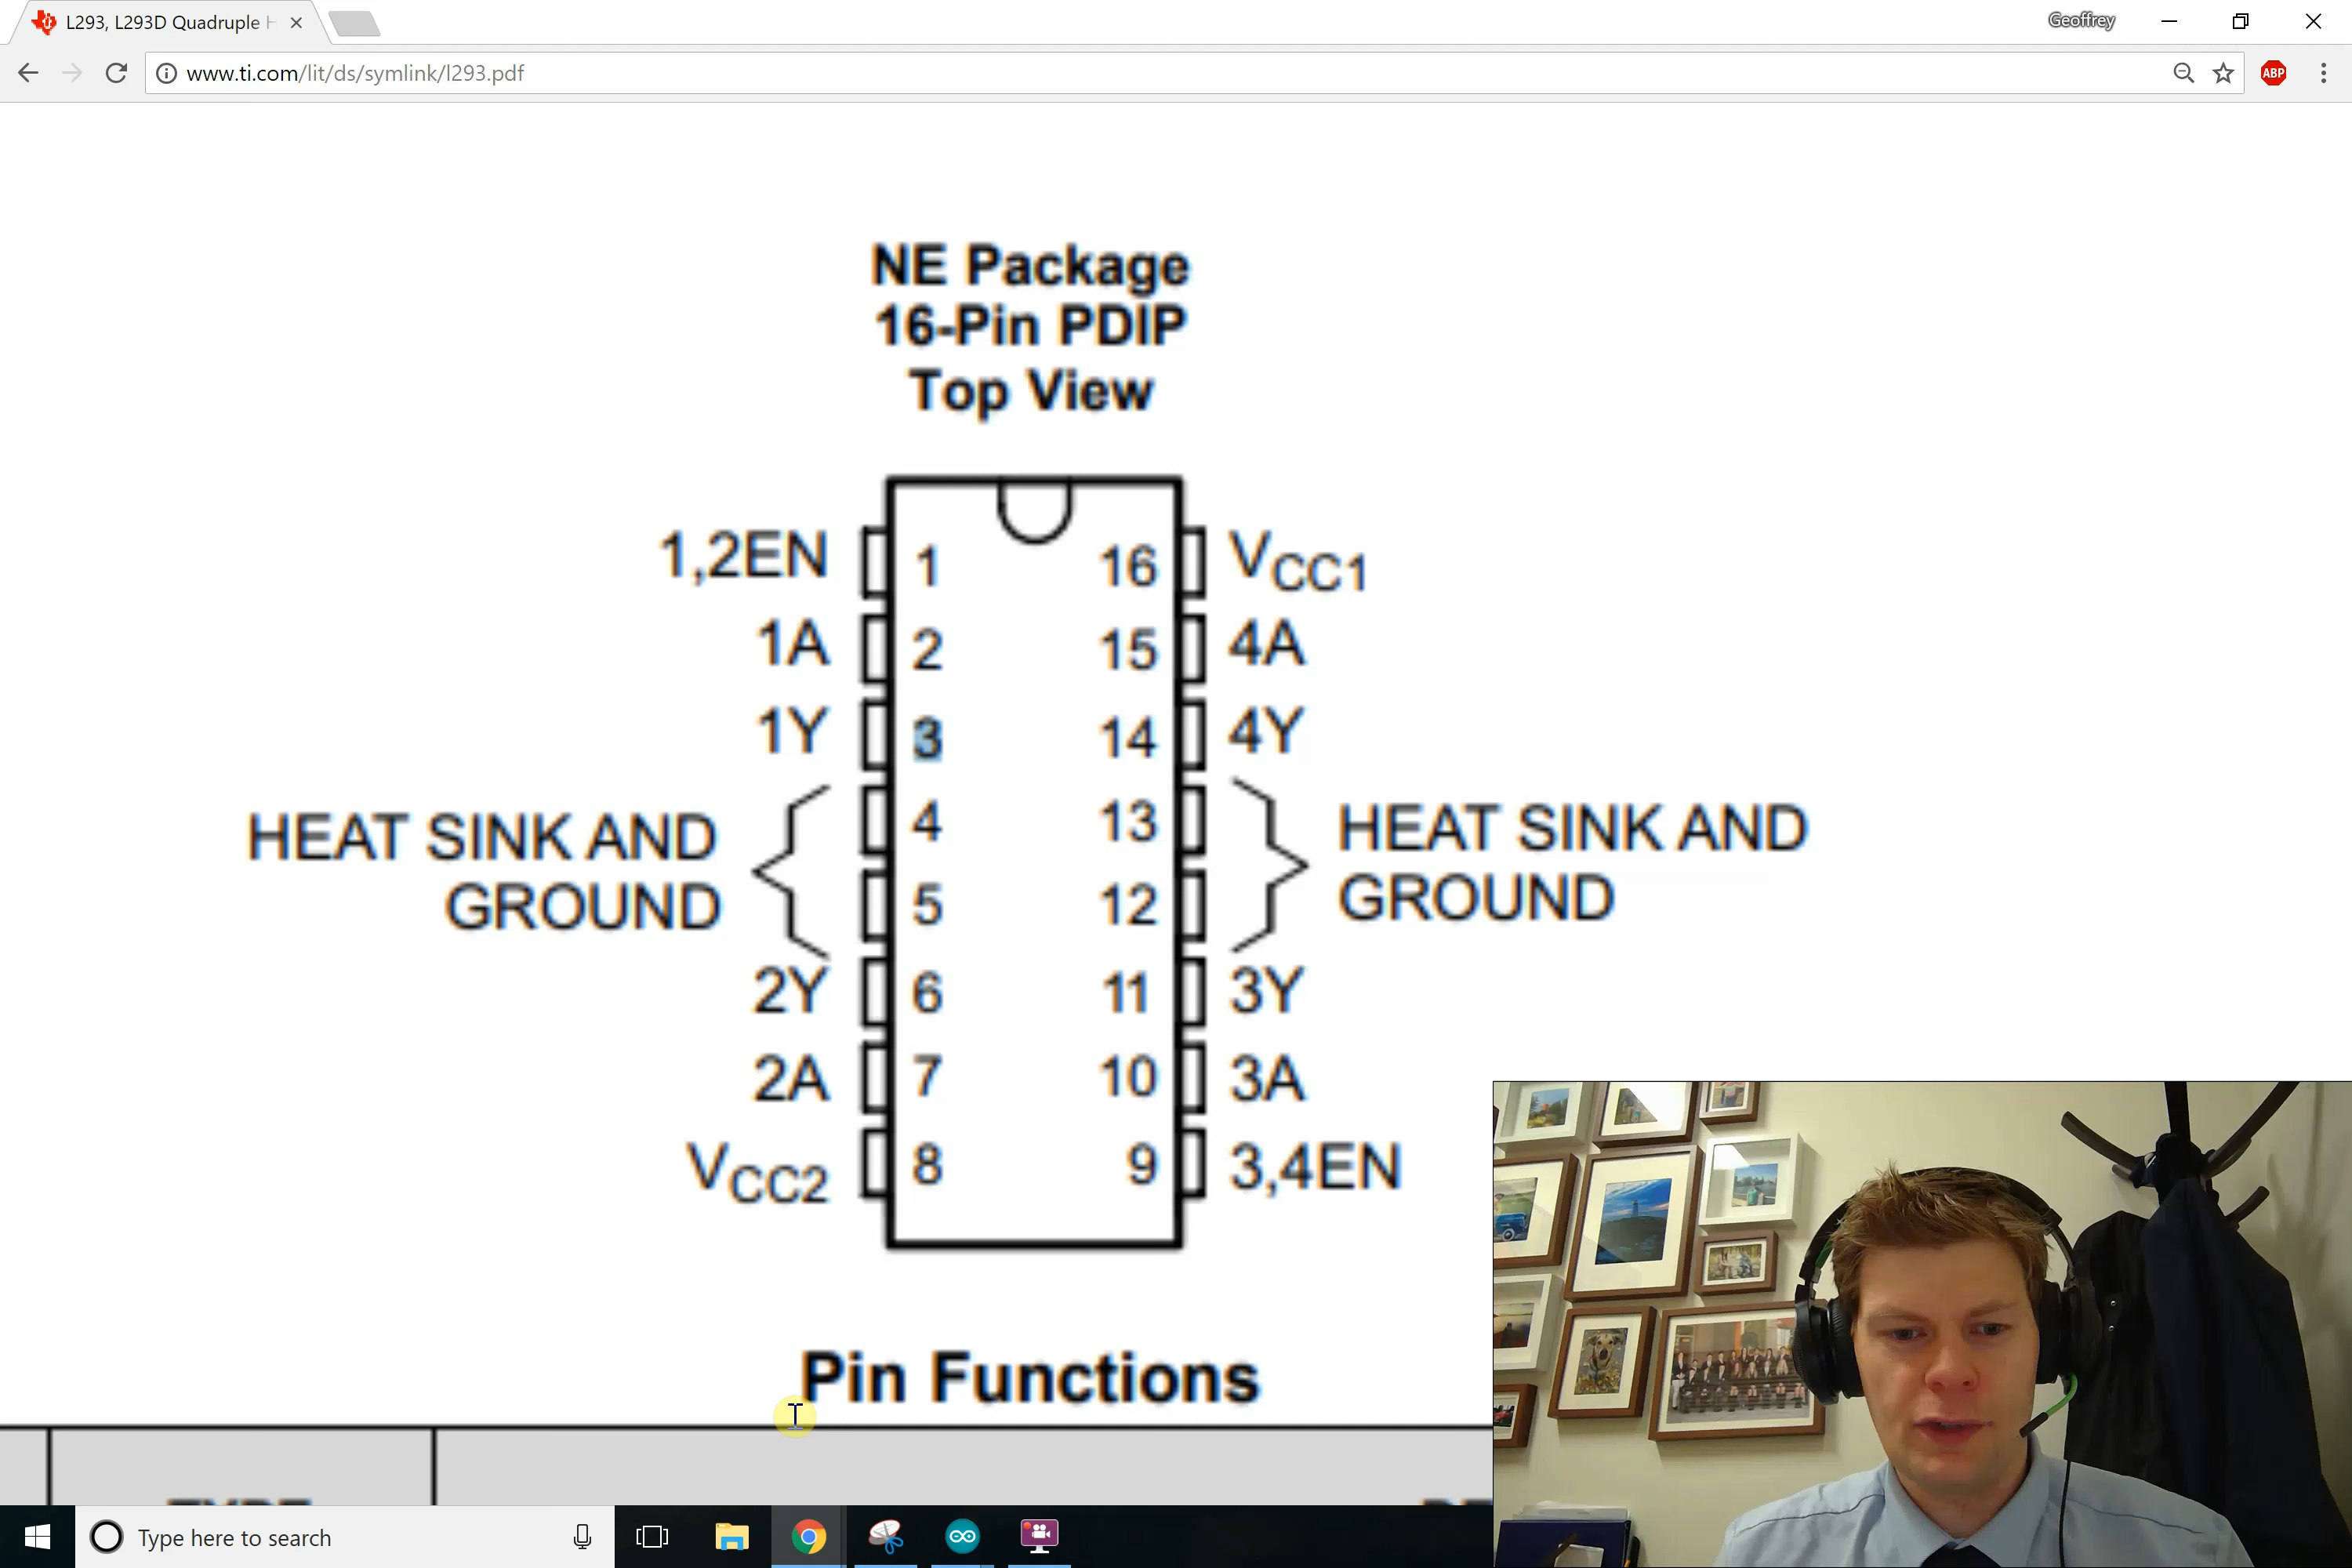 L293, L293D Quadruple H
Geoffrey
www.ti.com/lit/ds/symlink/l293.pdf
ABP
NE Package
16-Pin PDIP
Top View
1,2EN 1 16 VCC1
1A 2 15 4A
1Y 3 14 4Y
HEAT SINK AND
GROUND
4 13
5 12
HEAT SINK AND
GROUND
2Y 6 11 3Y
2A 7 10 3A
VCC2 8 9 3,4EN
Pin Functions
Type here to search